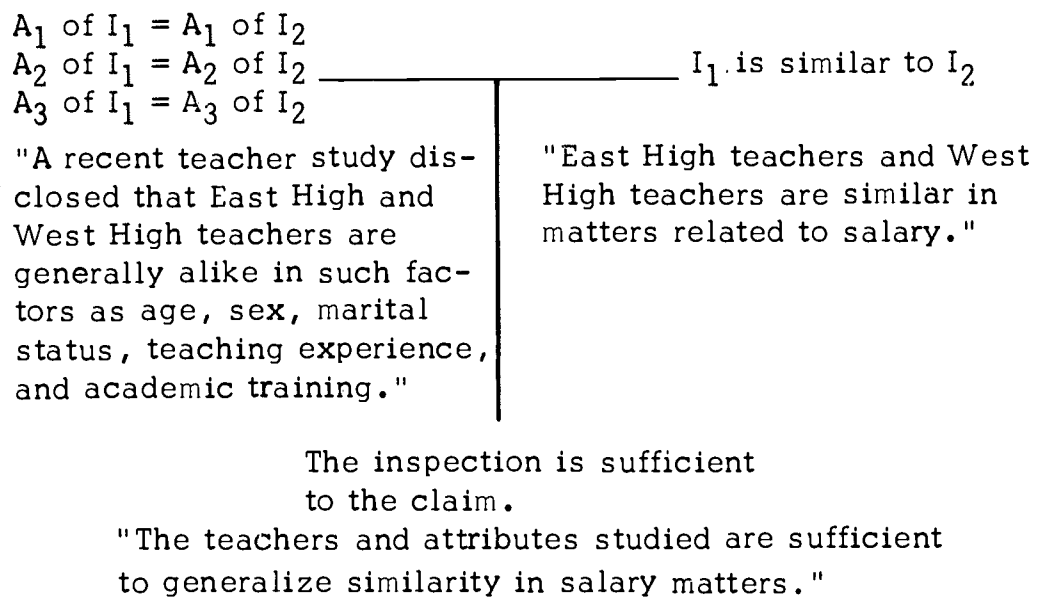 A₁ of I₁ = A₁ of I₂
A₂ of I₁ = A₂ of I₂
A₃ of I₁ = A₃ of I₂
I₁ is similar to I₂
"A recent teacher study dis-
closed that East High and
West High teachers are
generally alike in such fac-
tors as age, sex, marital
status, teaching experience,
and academic training."
"East High teachers and West
High teachers are similar in
matters related to salary."
The inspection is sufficient
to the claim.
"The teachers and attributes studied are sufficient
to generalize similarity in salary matters."